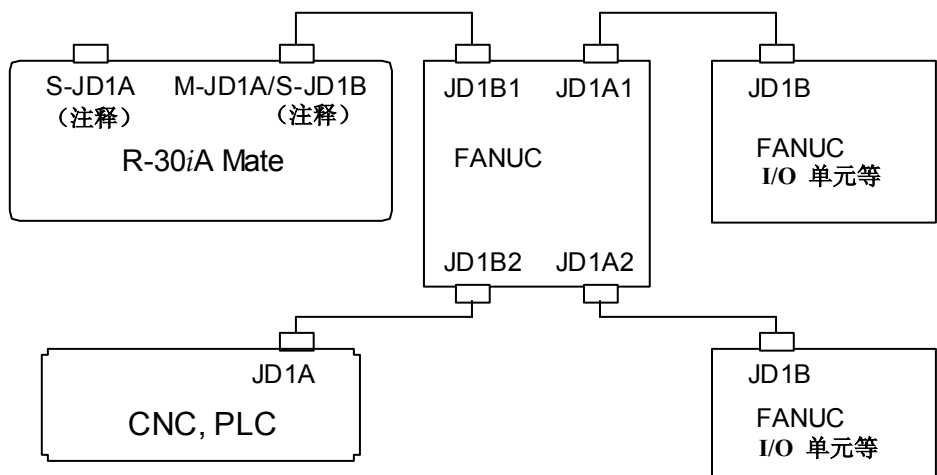 S-JD1A
（注释）
M-JD1A/S-JD1B
（注释）
R-30iA Mate
JD1B1 JD1A1
FANUC
JD1B2 JD1A2
JD1B
FANUC
I/O 单元等
JD1A
CNC, PLC
JD1B
FANUC
I/O 单元等